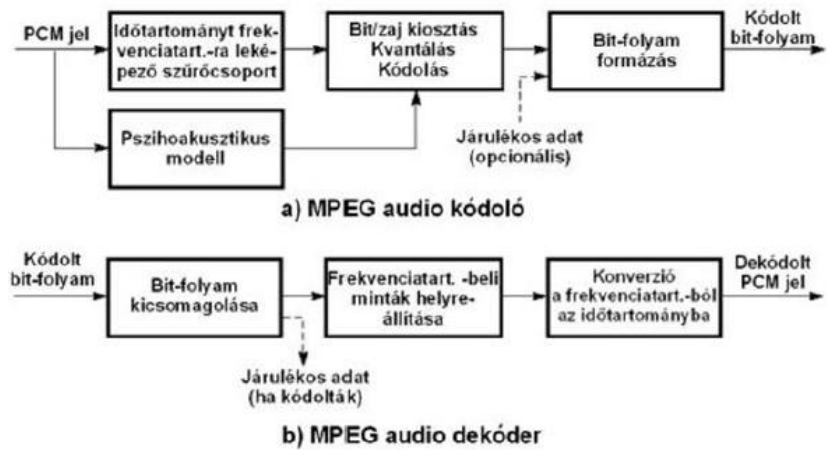 PCM jel
Időtartományt frek-
venciatart.-ra leké-
pező szűrőcsoport
Bit/zaj kiosztás
Kvantálás
Kódolás
Bit-folyam
formázás
Kódolt
bit-folyam
Pszihoakusztikus
modell
Járulékos adat
(opcionális)
a) MPEG audio kódoló
Kódolt
bit-folyam
Bit-folyam
kicsomagolása
Frekvenciatart. -beli
minták helyre-
állítása
Konverzió
a frekvenciatart.-ból
az időtartományba
Dekódolt
PCM jel
Járulékos adat
(ha kódolták)
b) MPEG audio dekóder